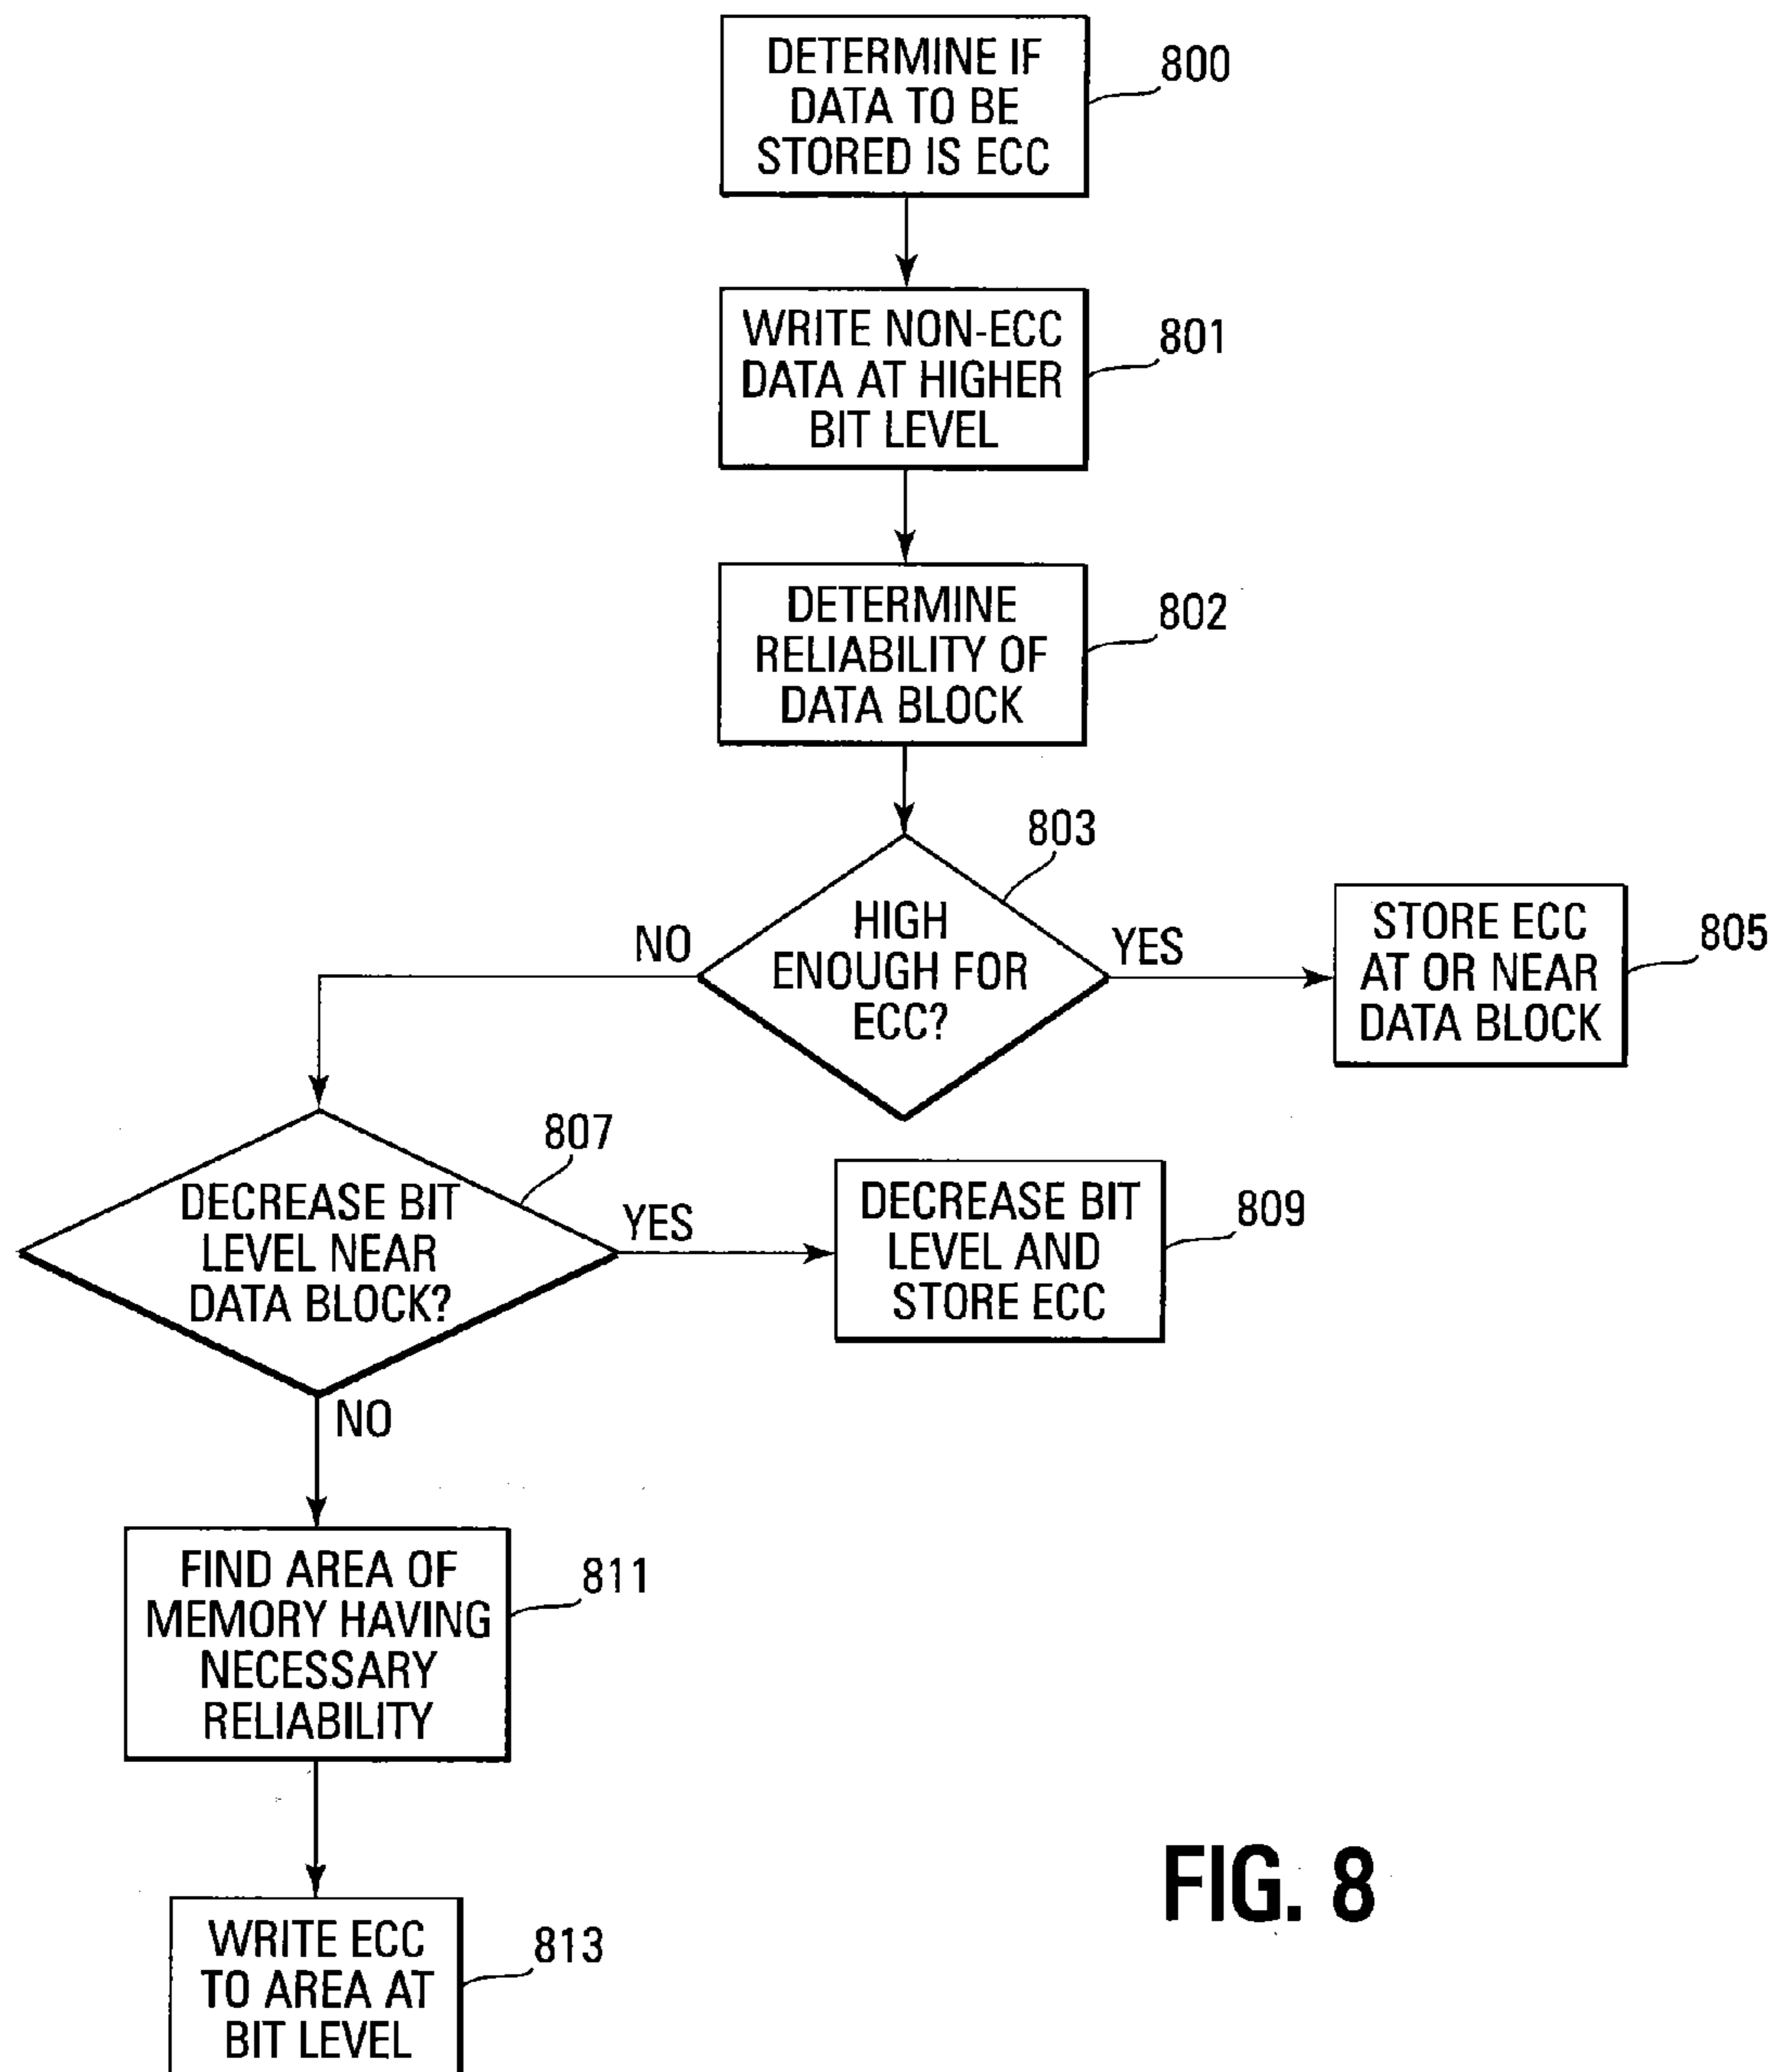 DETERMINE IF
DATA TO BE
STORED IS ECC
800
WRITE NON-ECC
DATA AT HIGHER
BIT LEVEL
801
DETERMINE
RELIABILITY OF
DATA BLOCK
802
803
HIGH
ENOUGH FOR
ECC?
NO
YES
STORE ECC
AT OR NEAR
DATA BLOCK
805
807
DECREASE BIT
LEVEL NEAR
DATA BLOCK?
YES
DECREASE BIT
LEVEL AND
STORE ECC
809
NO
FIND AREA OF
MEMORY HAVING
NECESSARY
RELIABILITY
811
WRITE ECC
TO AREA AT
BIT LEVEL
813
FIG. 8